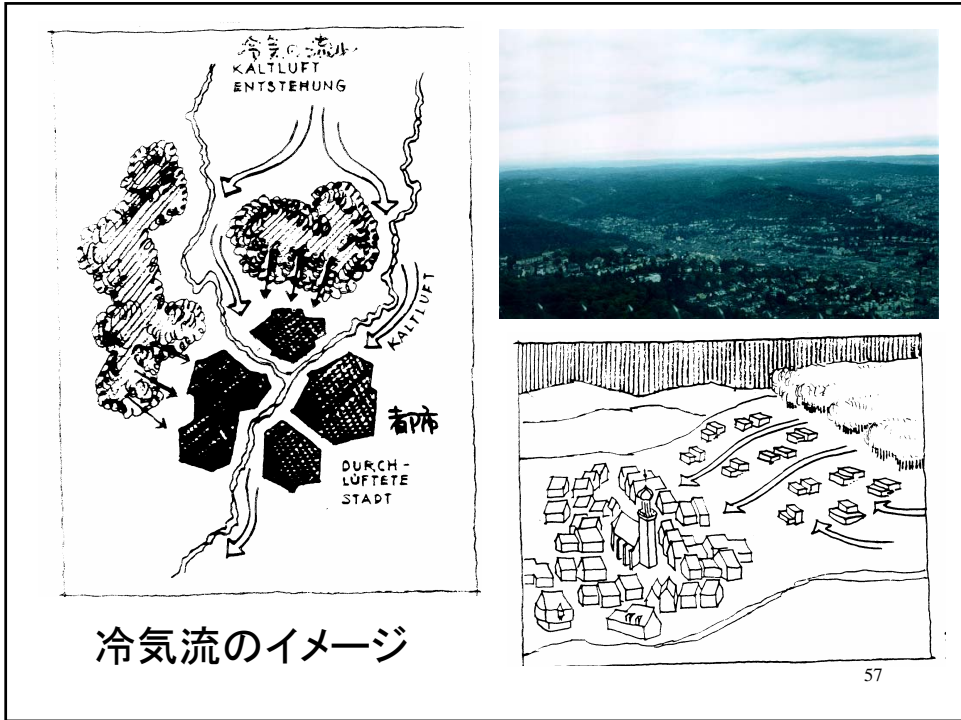 冷気の流れ
KALTLUFT
ENTSTEHUNG
KALTLUFT
都市
DURCH-
LÜFTETE
STADT
冷気流のイメージ
57